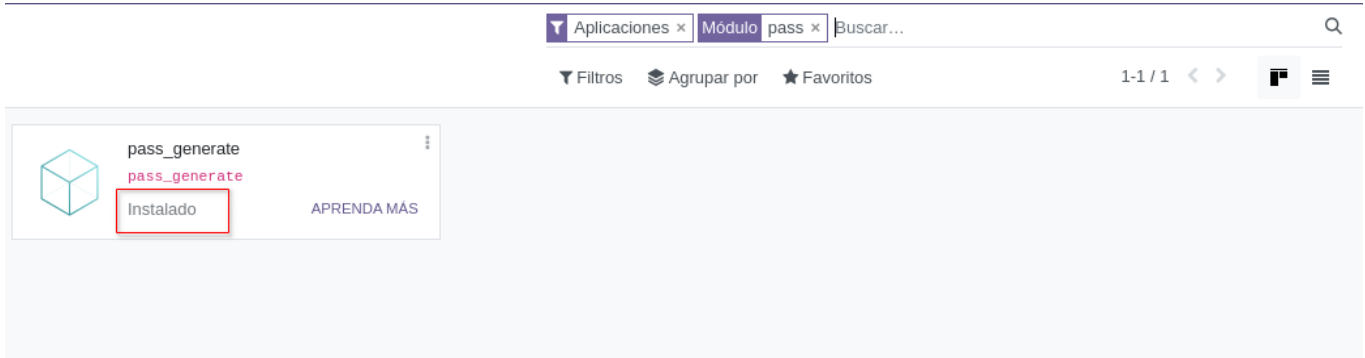 Aplicaciones × Módulo pass × Buscar...
Filtros Agrupar por Favoritos 1-1 / 1
pass_generate
pass_generate
Instalado APRENDA MÁS